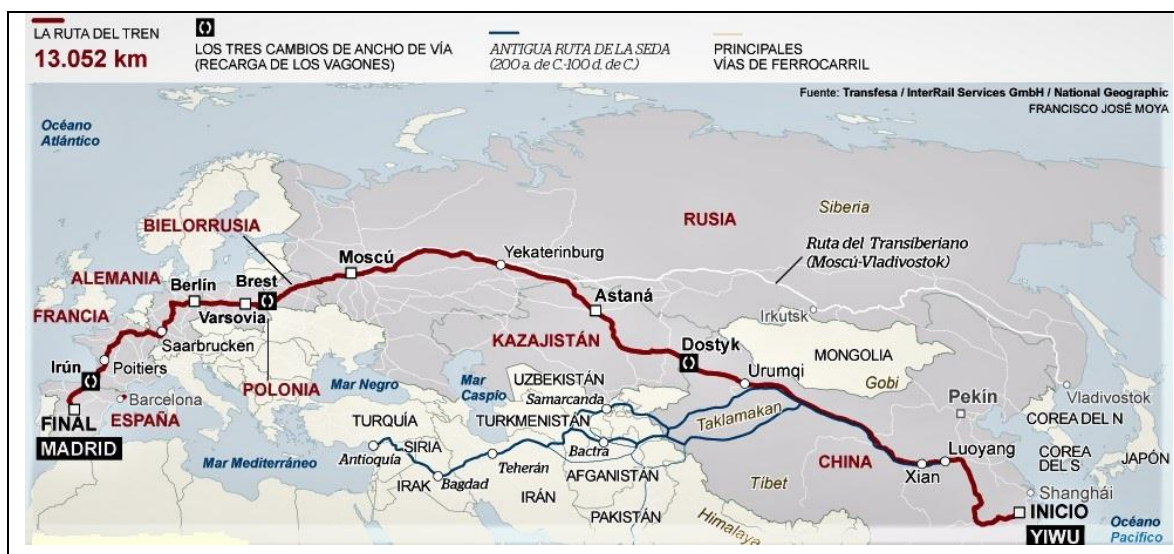 LA RUTA DEL TREN
13.052 km
LOS TRES CAMBIOS DE ANCHO DE VÍA
(RECARGA DE LOS VAGONES)
ANTIGUA RUTA DE LA SEDA
(200 a. de C.-100 d. de C.)
PRINCIPALES
VÍAS DE FERROCARRIL
Fuente: Transfesa / InterRail Services GmbH / National Geographic
FRANCISCO JOSÉ MOYA
Océano
Atlántico
RUSIA
Siberia
BIELORRUSIA
Moscú
Yekaterinburg
Ruta del Transiberiano
(Moscú-Vladivostok)
ALEMANIA
Berlín
Brest
Varsovia
Astaná
Irkutsk
FRANCIA
Saarbrucken
KAZAJISTÁN
Dostyk
MONGOLIA
Irún
Poitiers
POLONIA
Mar Negro
Mar
Caspio
UZBEKISTÁN
Samarcanda
Urumqi
Gobi
Vladivostok
Barcelona
ESPAÑA
FINAL
MADRID
TURQUÍA
TURKMENISTÁN
Taklamakan
Pekín
COREA DEL N
SIRIA
Antioquía
Mar Mediterráneo
Teherán
Bactra
AFGANISTÁN
CHINA
Luoyang
COREA
DEL S
JAPÓN
IRAK
Bagdad
IRÁN
PAKISTÁN
Tibet
Xian
Himalaya
Shanghái
INICIO
YIWU
Océano
Pacífico